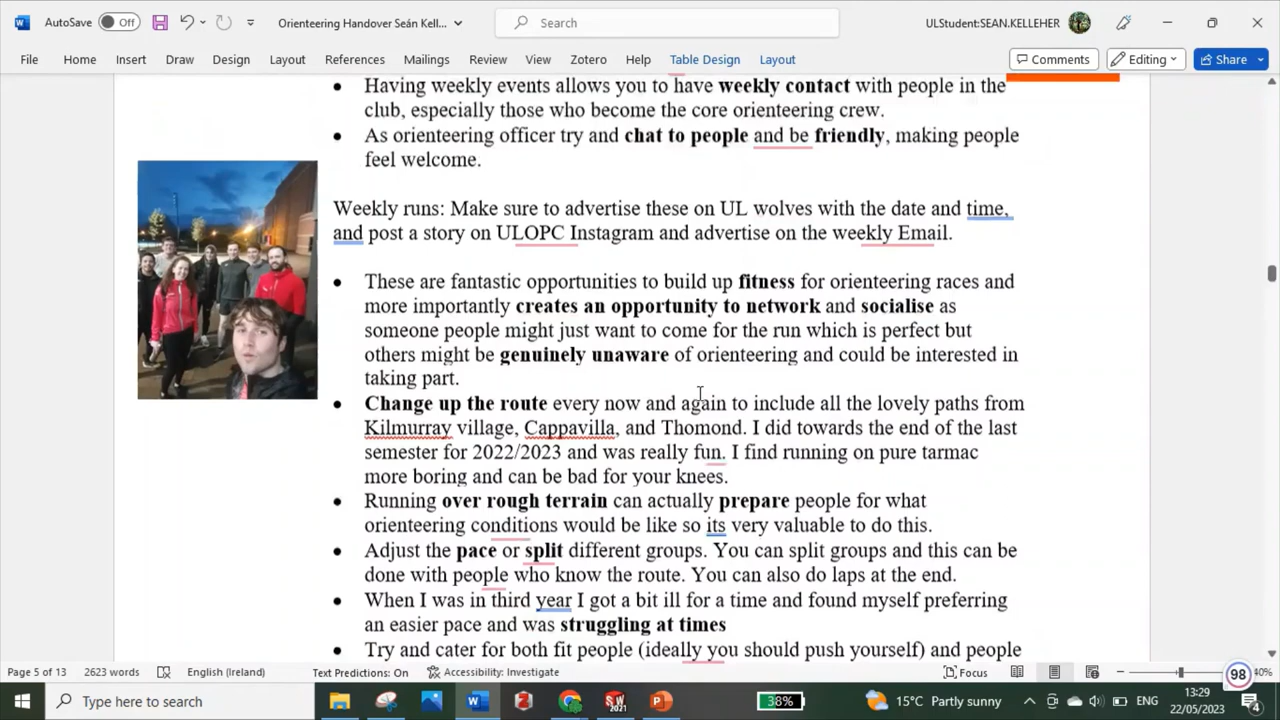 AutoSave Off Orienteering Handover Seán Kell... Search ULStudent:SEAN.KELLEHER
File Home Insert Draw Design Layout References Mailings Review View Zotero Help Table Design Layout Comments Editing Share
Having weekly events allows you to have weekly contact with people in the
club, especially those who become the core orienteering crew.
As orienteering officer try and chat to people and be friendly, making people
feel welcome.
Weekly runs: Make sure to advertise these on UL wolves with the date and time,
and post a story on ULOPC Instagram and advertise on the weekly Email.
These are fantastic opportunities to build up fitness for orienteering races and
more importantly creates an opportunity to network and socialise as
someone people might just want to come for the run which is perfect but
others might be genuinely unaware of orienteering and could be interested in
taking part.
Change up the route every now and again to include all the lovely paths from
Kilmurray village, Cappavilla, and Thomond. I did towards the end of the last
semester for 2022/2023 and was really fun. I find running on pure tarmac
more boring and can be bad for your knees.
Running over rough terrain can actually prepare people for what
orienteering conditions would be like so its very valuable to do this.
Adjust the pace or split different groups. You can split groups and this can be
done with people who know the route. You can also do laps at the end.
When I was in third year I got a bit ill for a time and found myself preferring
an easier pace and was struggling at times
Try and cater for both fit people (ideally you should push yourself) and people
Page 5 of 13 2623 words English (Ireland) Text Predictions: On Accessibility: Investigate Focus 98 40%
Type here to search SW 2021 38% 15°C Partly sunny ENG 13:29
22/05/2023 4